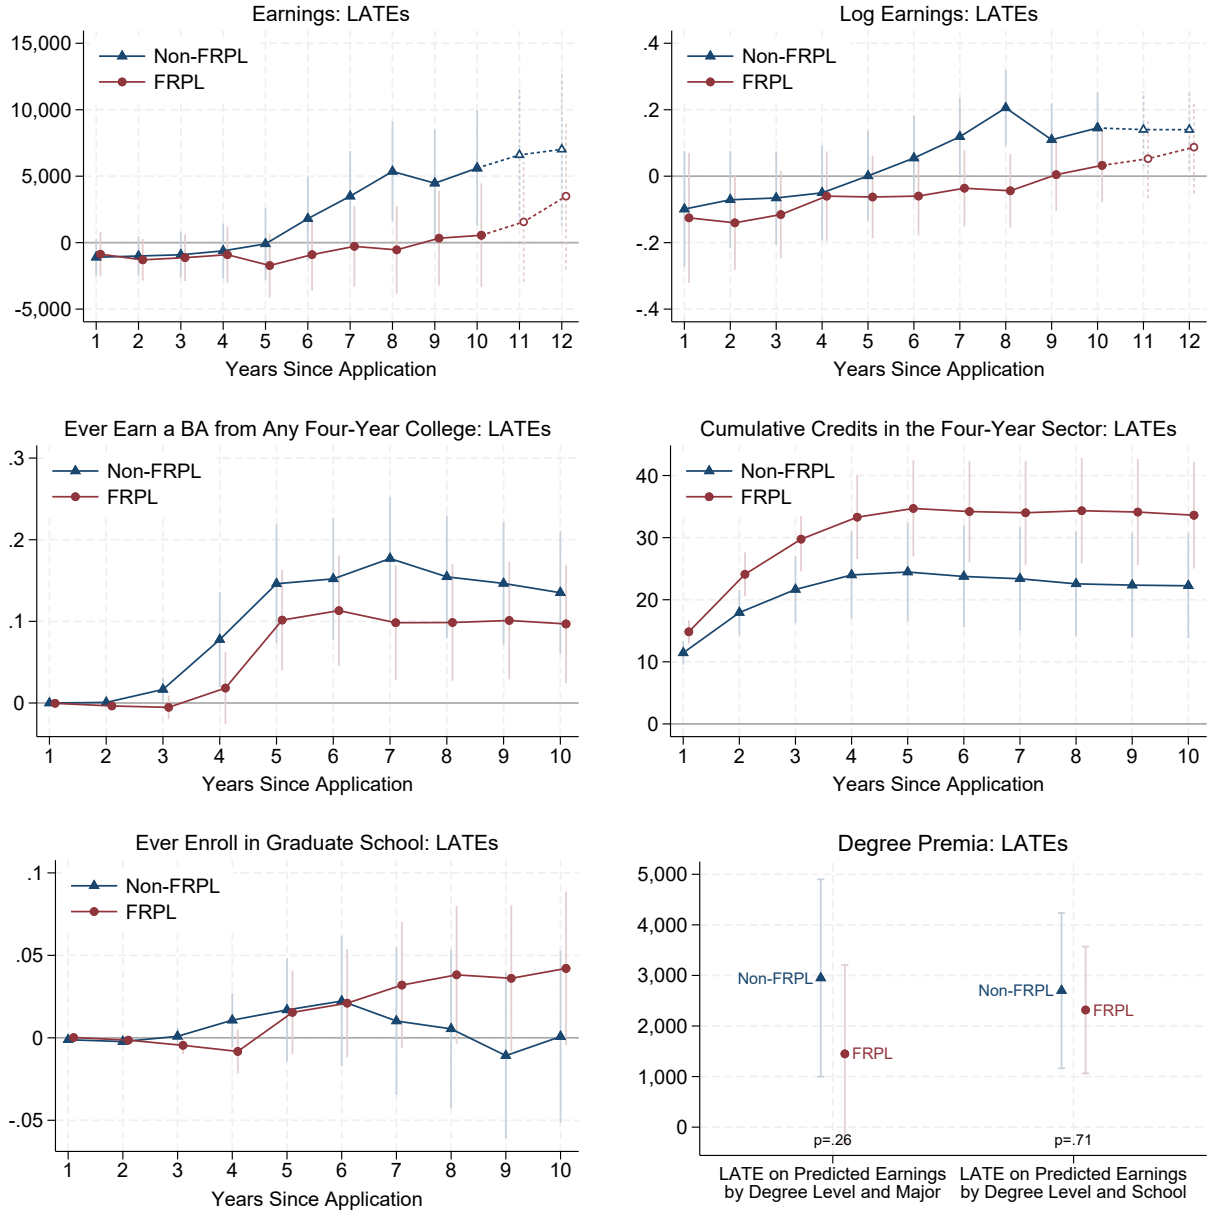 Earnings: LATEs
15,000
10,000
5,000
0
-5,000
Non-FRPL
FRPL
1 2 3 4 5 6 7 8 9 10 11 12
Years Since Application
Log Earnings: LATEs
.4
.2
0
-.2
-.4
Non-FRPL
FRPL
1 2 3 4 5 6 7 8 9 10 11 12
Years Since Application
Ever Earn a BA from Any Four-Year College: LATEs
.3
.2
.1
0
Non-FRPL
FRPL
1 2 3 4 5 6 7 8 9 10
Years Since Application
Cumulative Credits in the Four-Year Sector: LATEs
40
30
20
10
0
Non-FRPL
FRPL
1 2 3 4 5 6 7 8 9 10
Years Since Application
Ever Enroll in Graduate School: LATEs
.1
.05
0
-.05
Non-FRPL
FRPL
1 2 3 4 5 6 7 8 9 10
Years Since Application
Degree Premia: LATEs
5,000
4,000
3,000
2,000
1,000
0
Non-FRPL
FRPL
Non-FRPL
FRPL
p=.26
p=.71
LATE on Predicted Earnings
by Degree Level and Major
LATE on Predicted Earnings
by Degree Level and School